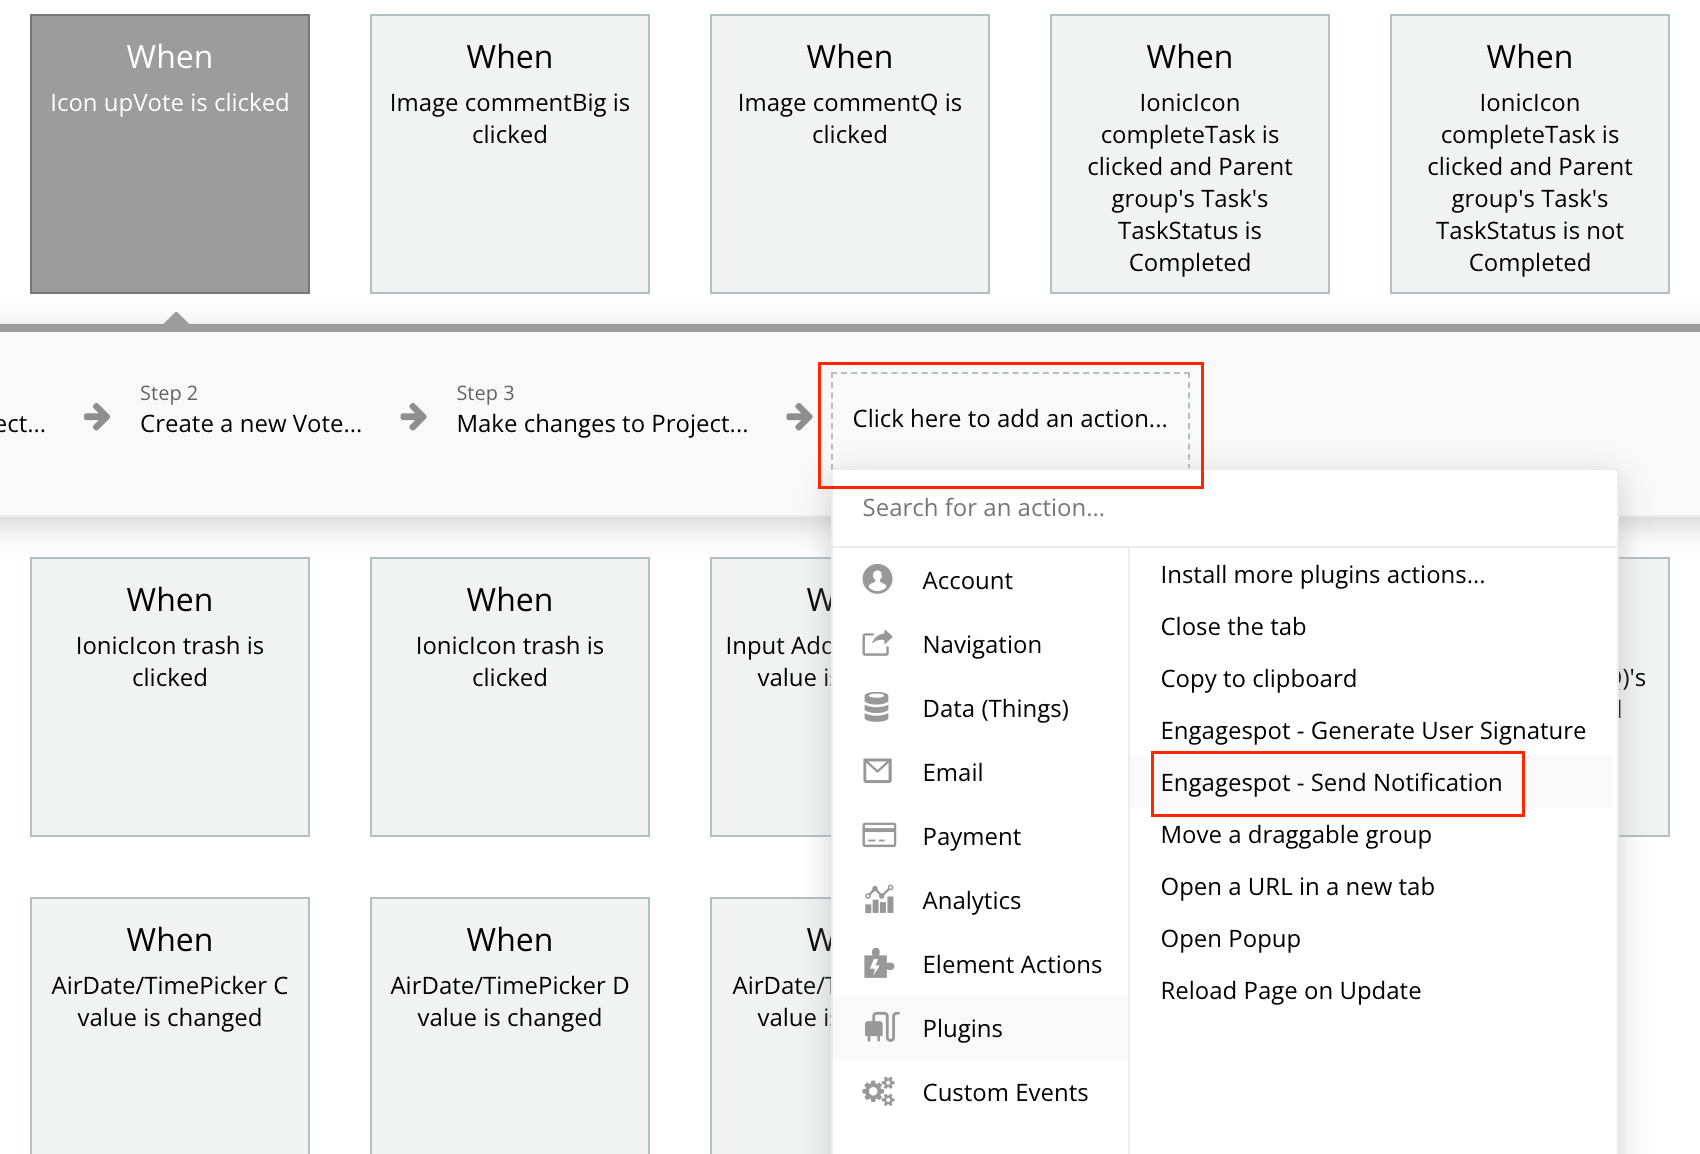 When
Icon upVote is clicked
When
Image commentBig is
clicked
When
Image commentQ is
clicked
When
IonicIcon
completeTask is
clicked and Parent
group's Task's
TaskStatus is
Completed
When
IonicIcon
completeTask is
clicked and Parent
group's Task's
TaskStatus is not
Completed
ect...
Step 2
Create a new Vote...
Step 3
Make changes to Project...
Click here to add an action...
Search for an action...
Account
Navigation
Data (Things)
Email
Payment
Analytics
Element Actions
Plugins
Custom Events
Install more plugins actions...
Close the tab
Copy to clipboard
Engagespot - Generate User Signature
Engagespot - Send Notification
Move a draggable group
Open a URL in a new tab
Open Popup
Reload Page on Update
When
IonicIcon trash is
clicked
When
IonicIcon trash is
clicked
Input Add
value
)'s
When
AirDate/TimePicker C
value is changed
When
AirDate/TimePicker D
value is changed
AirDate/
value